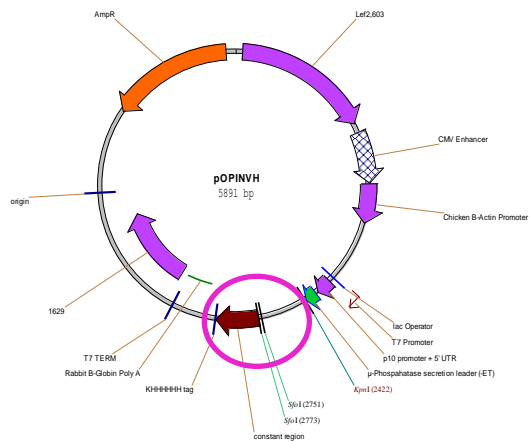 AmpR
Lef2,603
CMV Enhancer
pOPINVH
5891 bp
origin
Chicken B-Actin Promoter
1629
lac Operator
T7 Promoter
T7 TERM
p10 promoter + 5' UTR
Rabbit B-Globin Poly A
µ-Phospahatase secretion leader (-ET)
KHHHHHH tag
KpnI (2422)
SfoI (2751)
SfoI (2773)
constant region